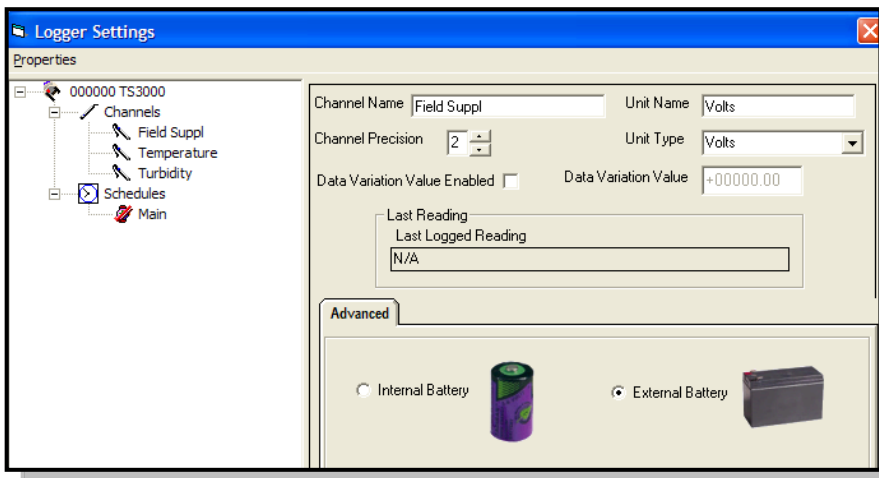 Logger Settings
Properties
000000 TS3000
Channels
Field Suppl
Temperature
Turbidity
Schedules
Main
Channel Name Field Suppl Unit Name Volts
Channel Precision 2 Unit Type Volts
Data Variation Value Enabled Data Variation Value +00000.00
Last Reading
Last Logged Reading
N/A
Advanced
Internal Battery External Battery